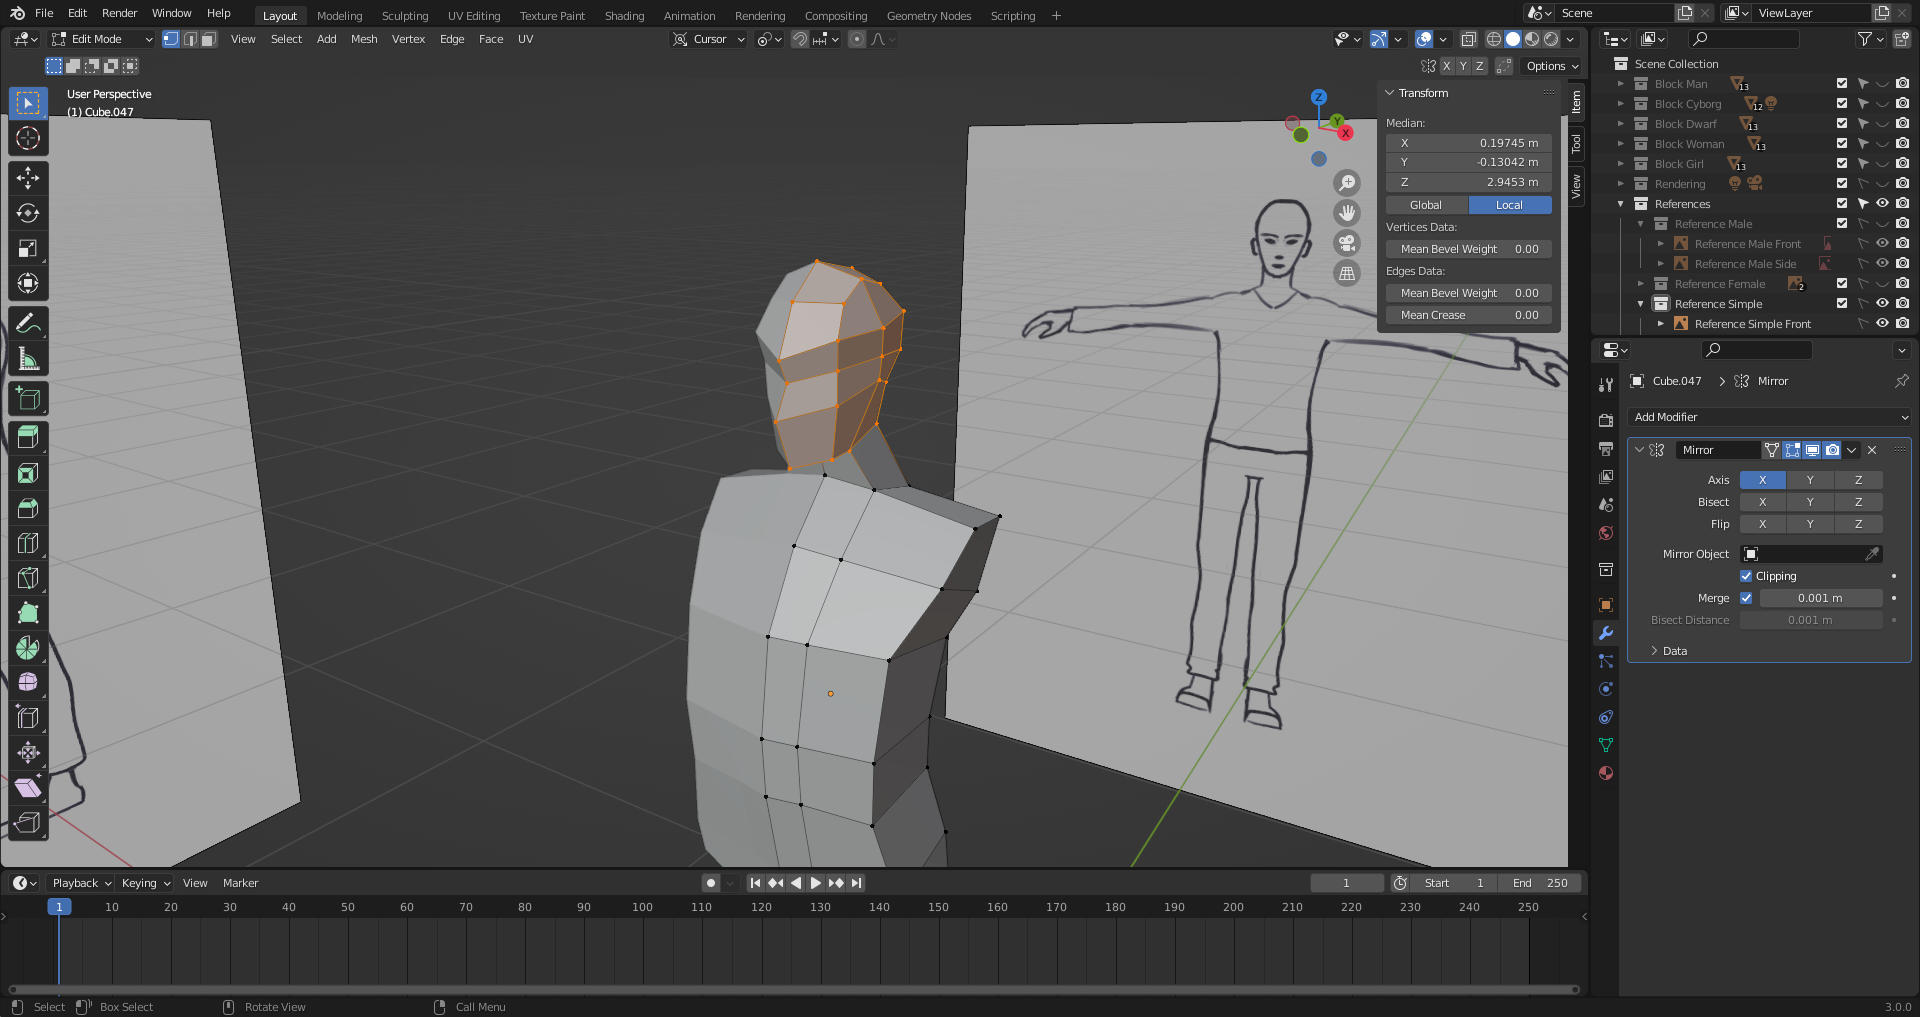 File Edit Render Window Help Layout Modeling Sculpting UV Editing Texture Paint Shading Animation Rendering Compositing Geometry Nodes Scripting + Scene ViewLayer
Edit Mode View Select Add Mesh Vertex Edge Face UV Cursor
X Y Z Options
User Perspective
(1) Cube.047
Z
Y
X
Transform
Median:
X 0.19745 m
Y -0.13042 m
Z 2.9453 m
Global Local
Vertices Data:
Mean Bevel Weight 0.00
Edges Data:
Mean Bevel Weight 0.00
Mean Crease 0.00
Item
Tool
View
Scene Collection
Block Man 13
Block Cyborg 12
Block Dwarf 13
Block Woman 13
Block Girl 13
Rendering
References
Reference Male
Reference Male Front
Reference Male Side
Reference Female 2
Reference Simple
Reference Simple Front
Cube.047 Mirror
Add Modifier
Mirror
Axis X Y Z
Bisect X Y Z
Flip X Y Z
Mirror Object
Clipping
Merge 0.001 m
Bisect Distance 0.001 m
Data
Playback Keying View Marker 1 Start 1 End 250
1 10 20 30 40 50 60 70 80 90 100 110 120 130 140 150 160 170 180 190 200 210 220 230 240 250
Select Box Select Rotate View Call Menu 3.0.0